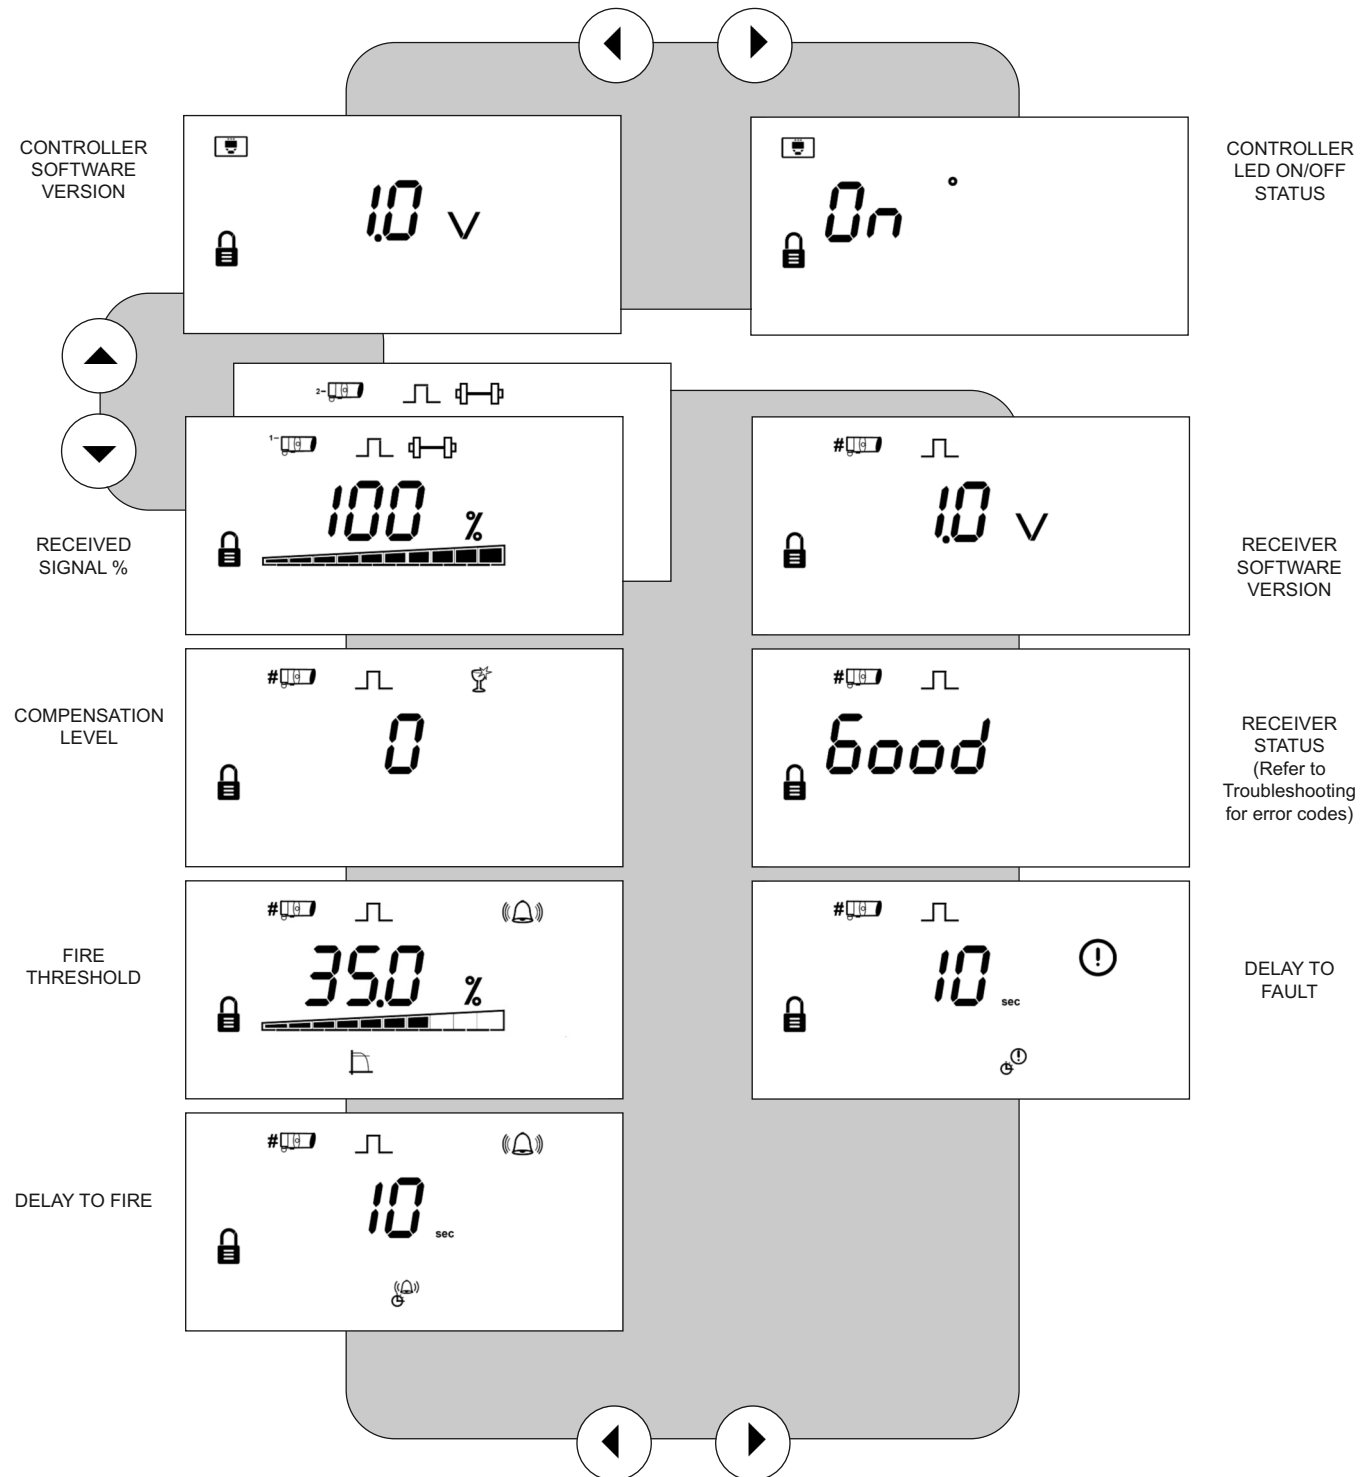 CONTROLLER
SOFTWARE
VERSION
1.0 V
On °
CONTROLLER
LED ON/OFF
STATUS
2-
1-
100 %
RECEIVED
SIGNAL %
#
1.0 V
RECEIVER
SOFTWARE
VERSION
COMPENSATION
LEVEL
#
0
#
Good
RECEIVER
STATUS
(Refer to
Troubleshooting
for error codes)
FIRE
THRESHOLD
#
35.0 %
#
10 sec
DELAY TO
FAULT
DELAY TO FIRE
#
10 sec